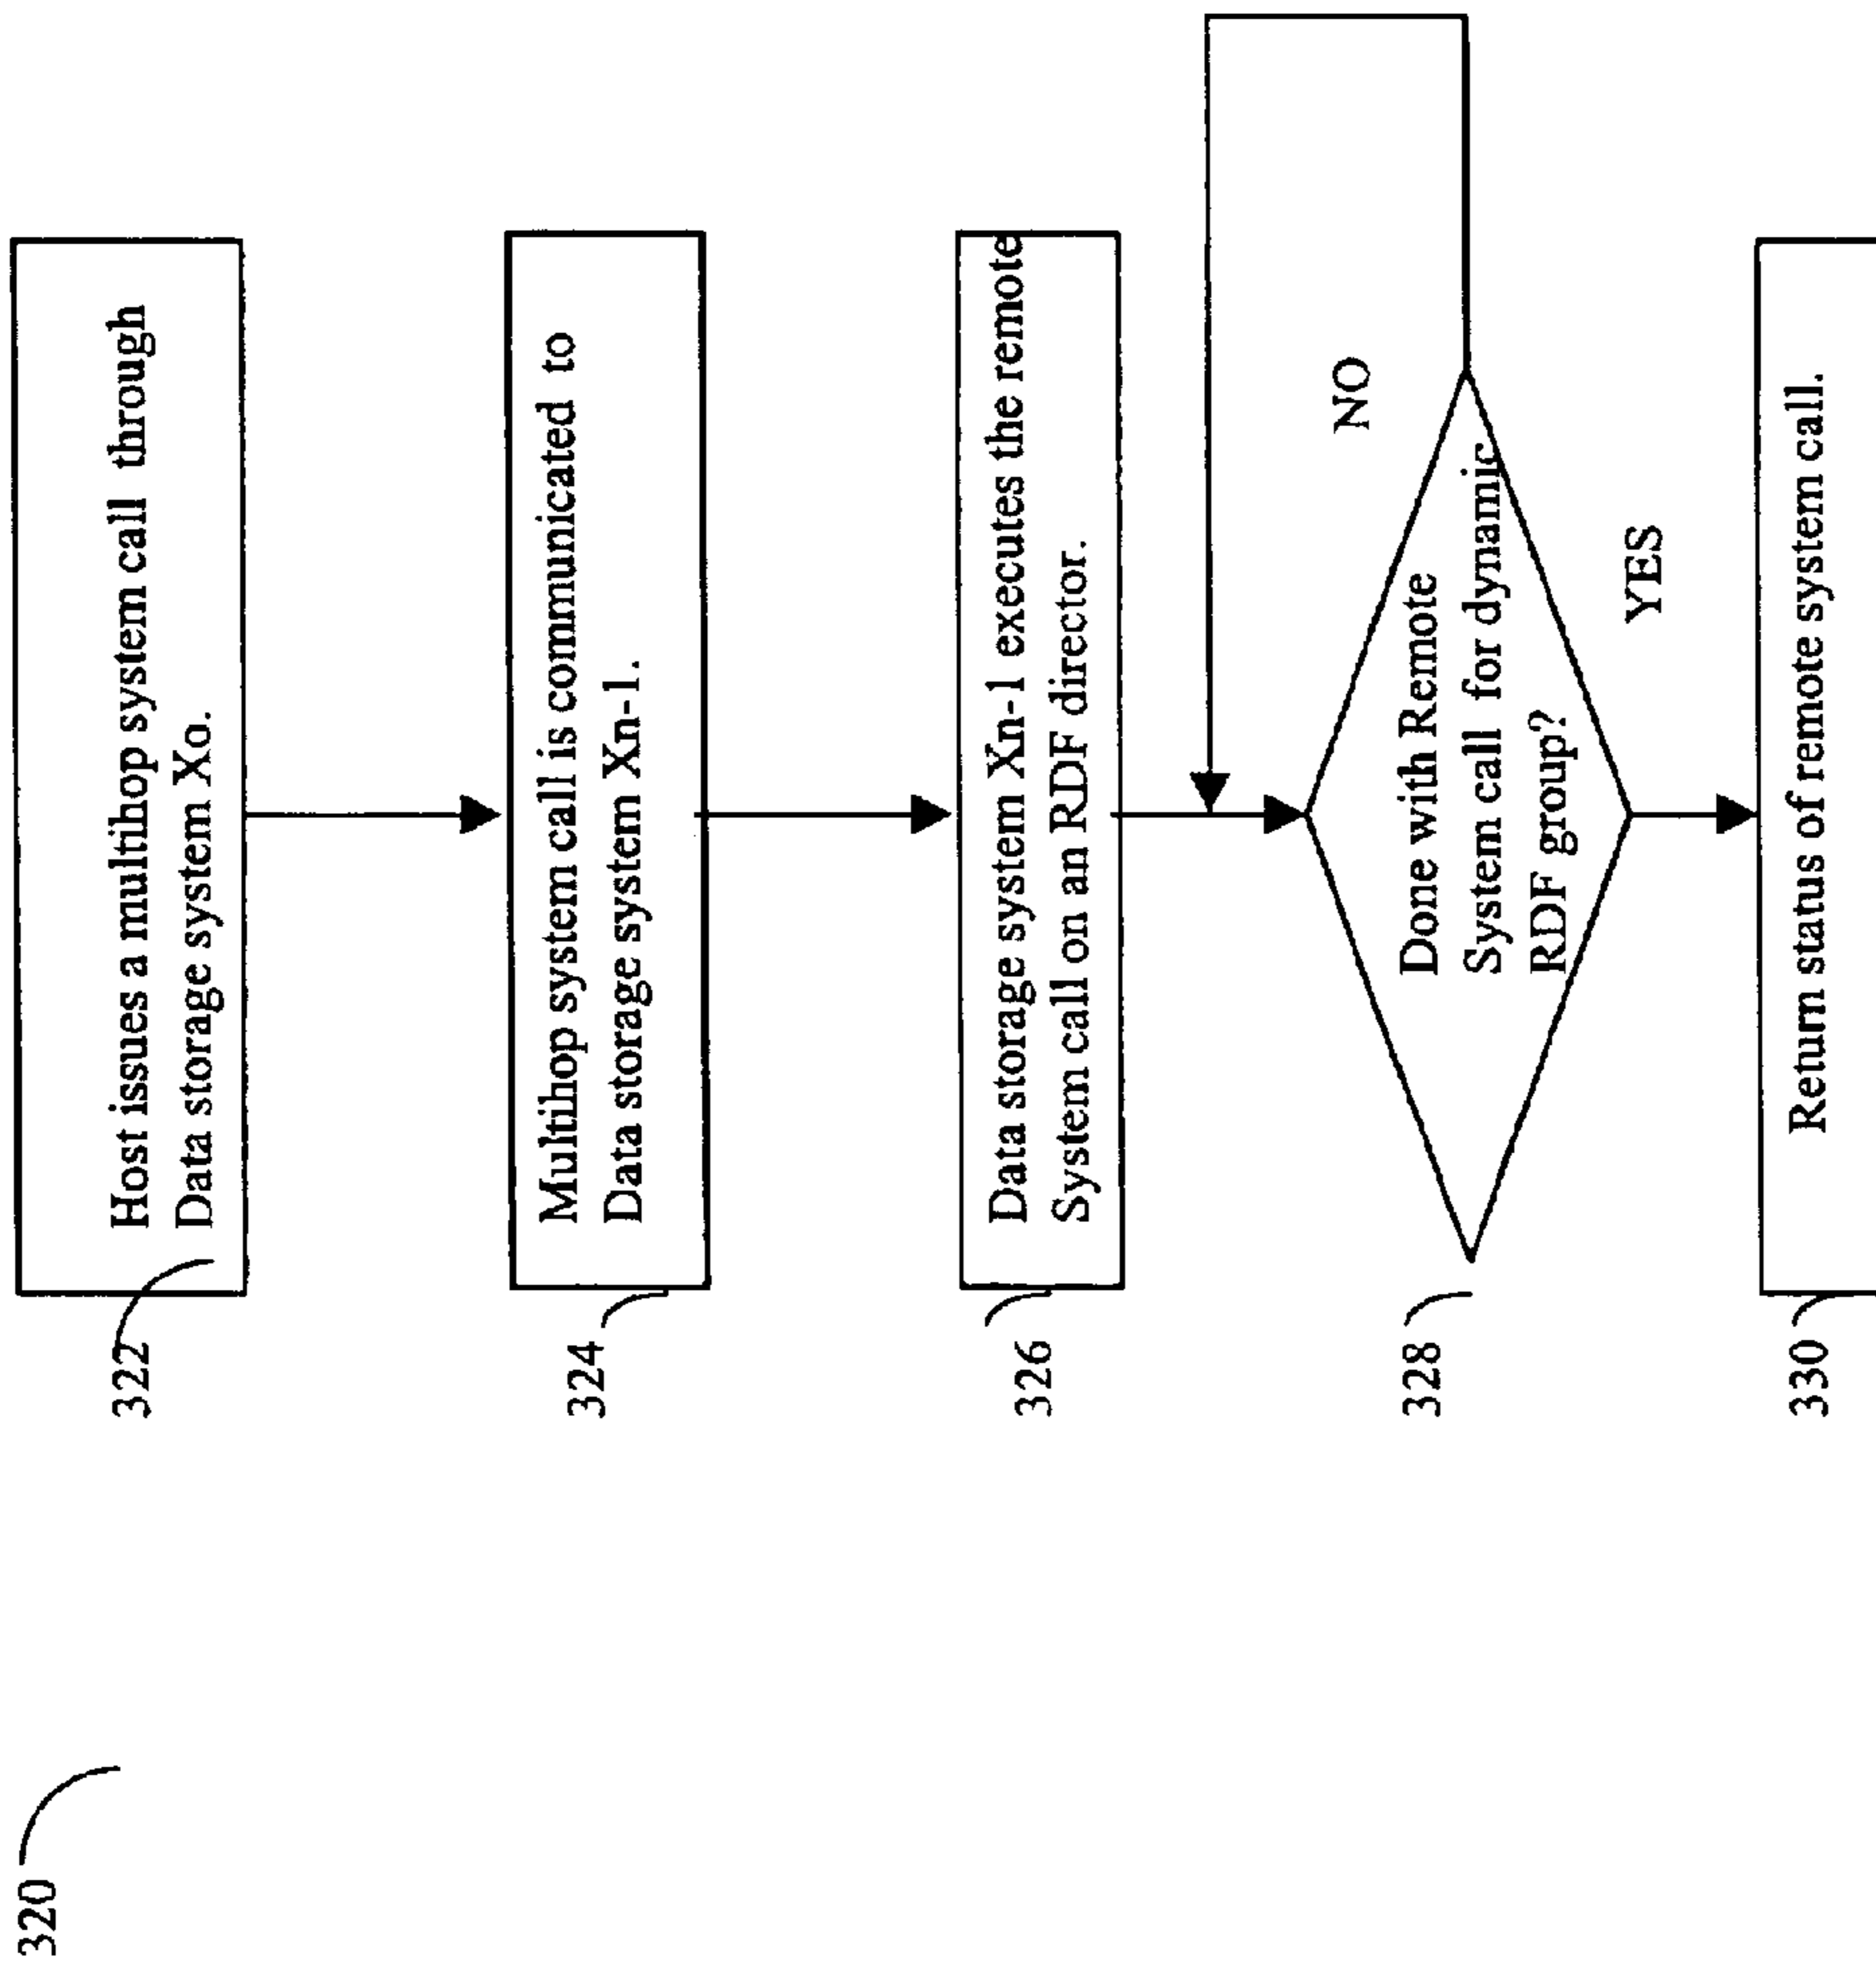 320
322
Host issues a multihop system call through
Data storage system Xo.
324
Multihop system call is communicated to
Data storage system Xn-1.
326
Data storage system Xn-1 executes the remote
System call on an RDF director.
328
Done with Remote
System call for dynamic
RDF group?
NO
YES
330
Return status of remote system call.